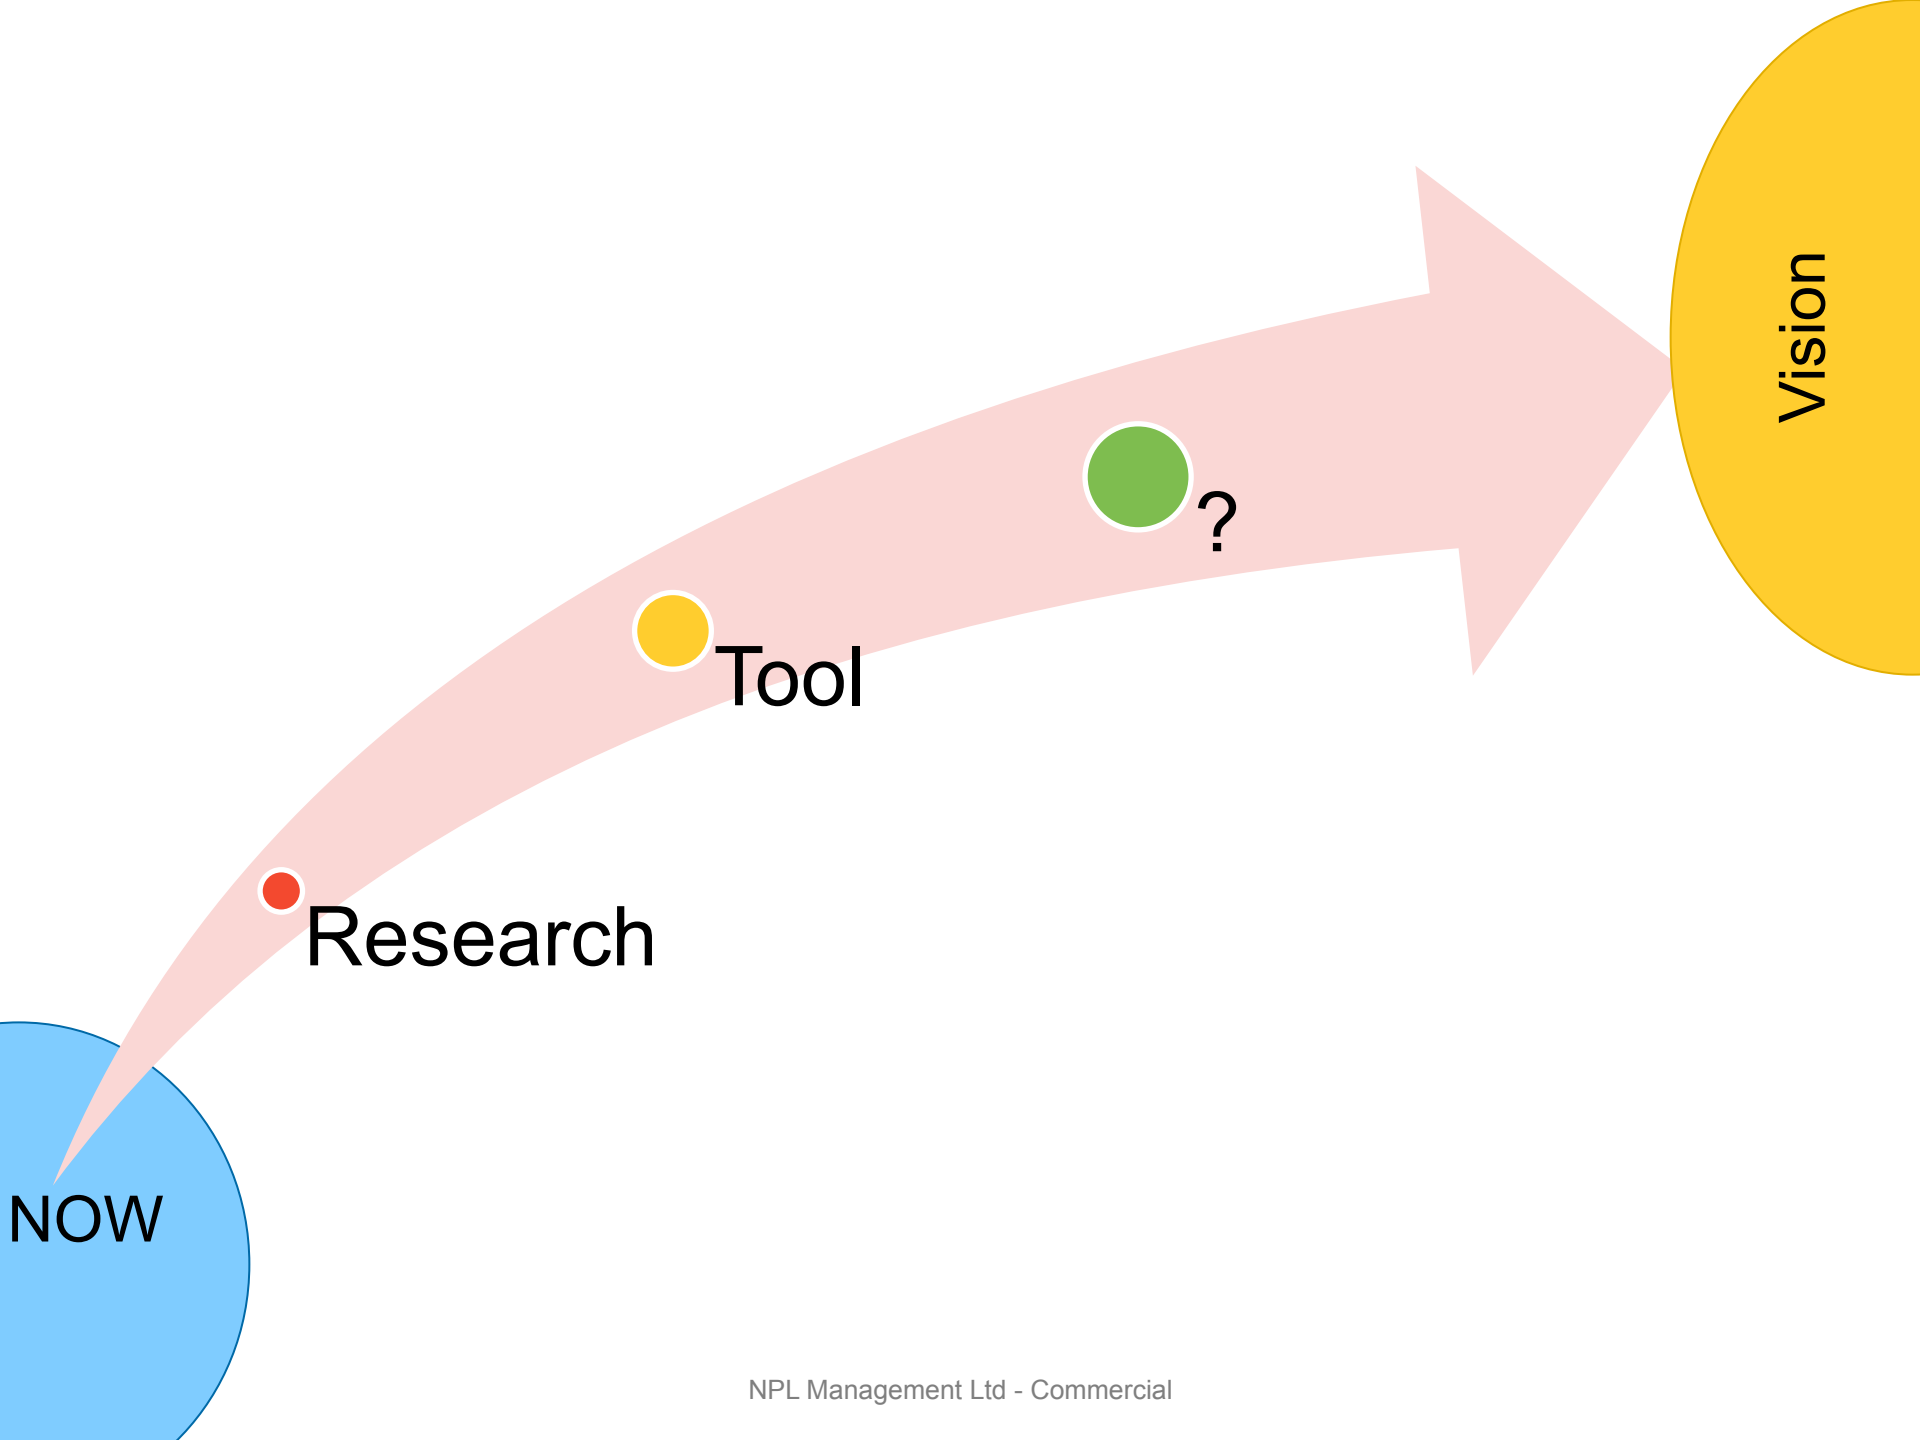 Vision
?
Tool
Research
NOW
NPL Management Ltd - Commercial